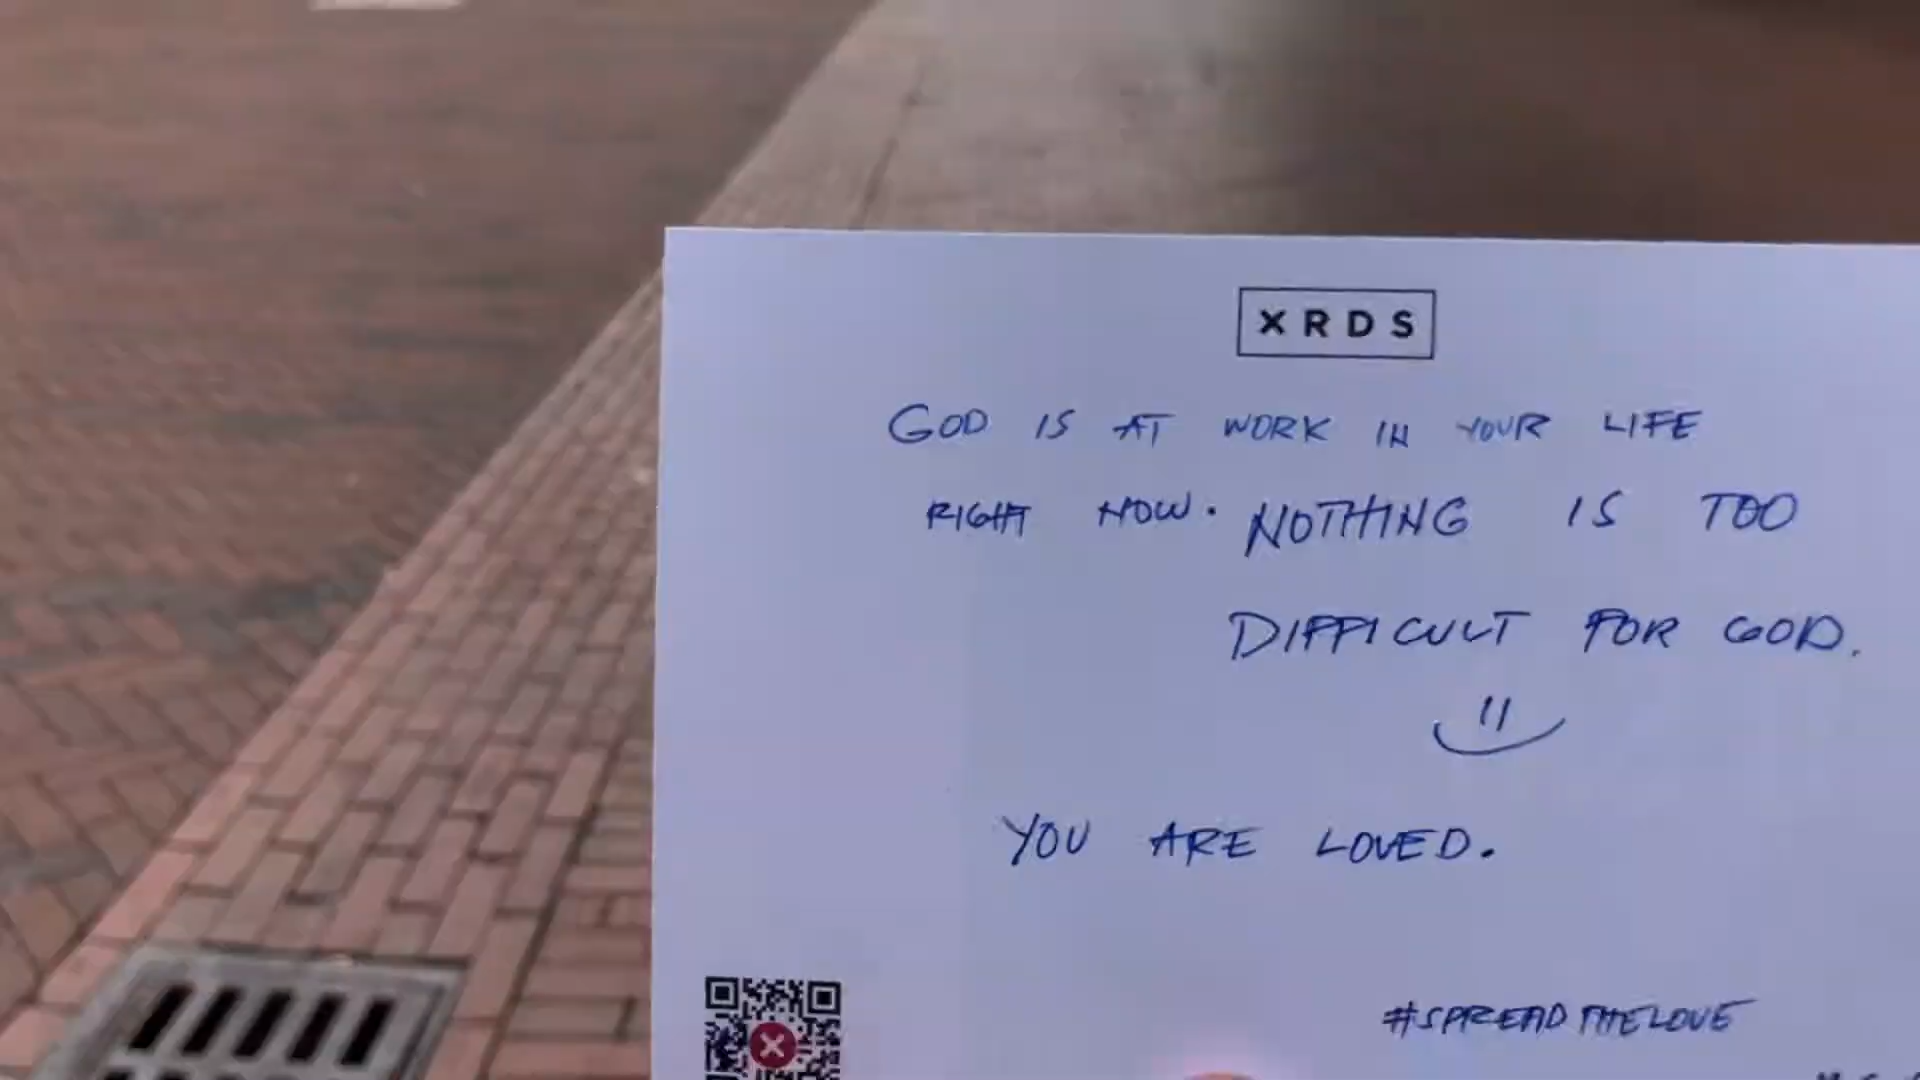 XRDS
GOD IS AT WORK IN YOUR LIFE
RIGHT NOW. NOTHING IS TOO
DIFFICULT FOR GOD.
YOU ARE LOVED.
#SPREADTHELOVE